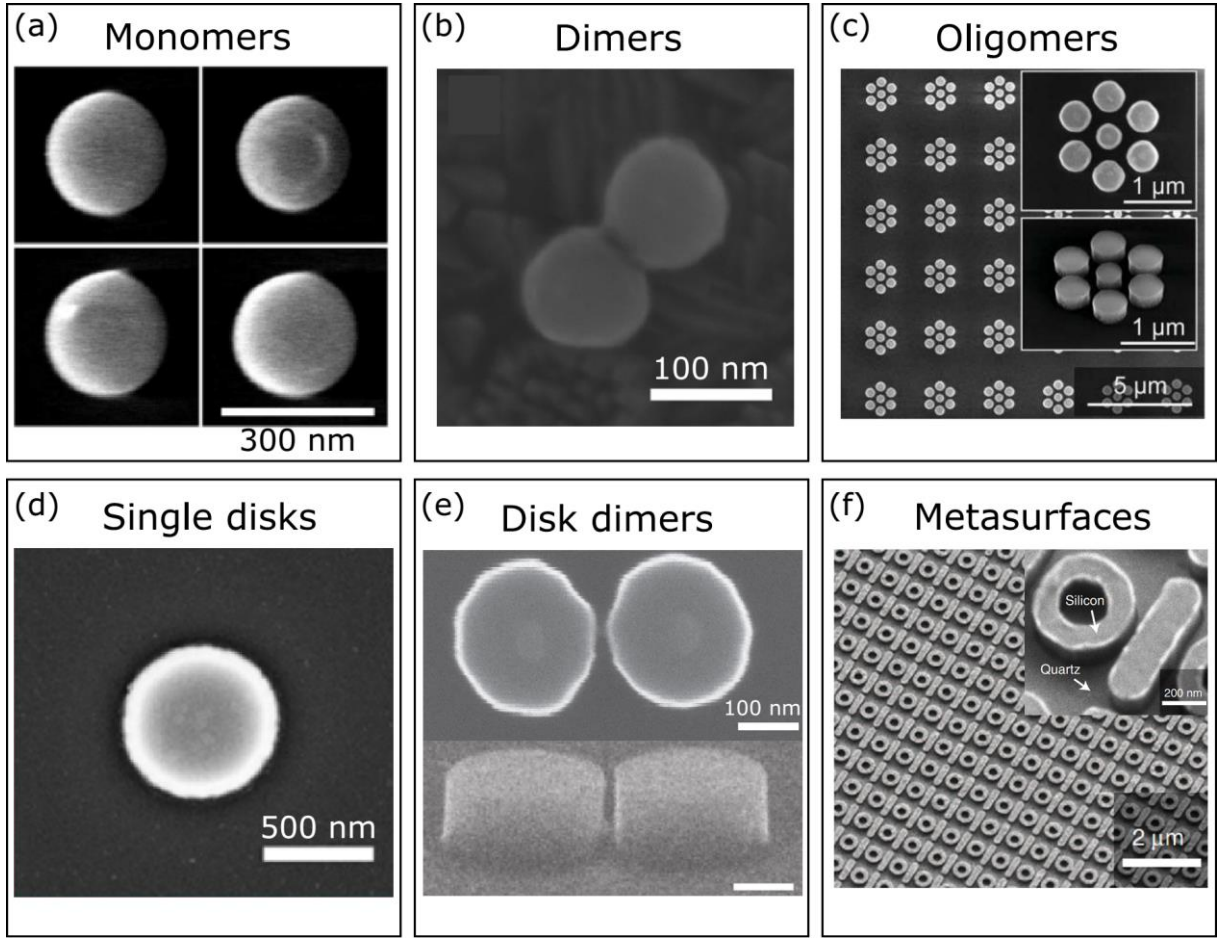 (a) Monomers
300 nm
(b) Dimers
100 nm
(c) Oligomers
1 µm
1 µm
5 µm
(d) Single disks
500 nm
(e) Disk dimers
100 nm
(f) Metasurfaces
Silicon
Quartz
200 nm
2 µm